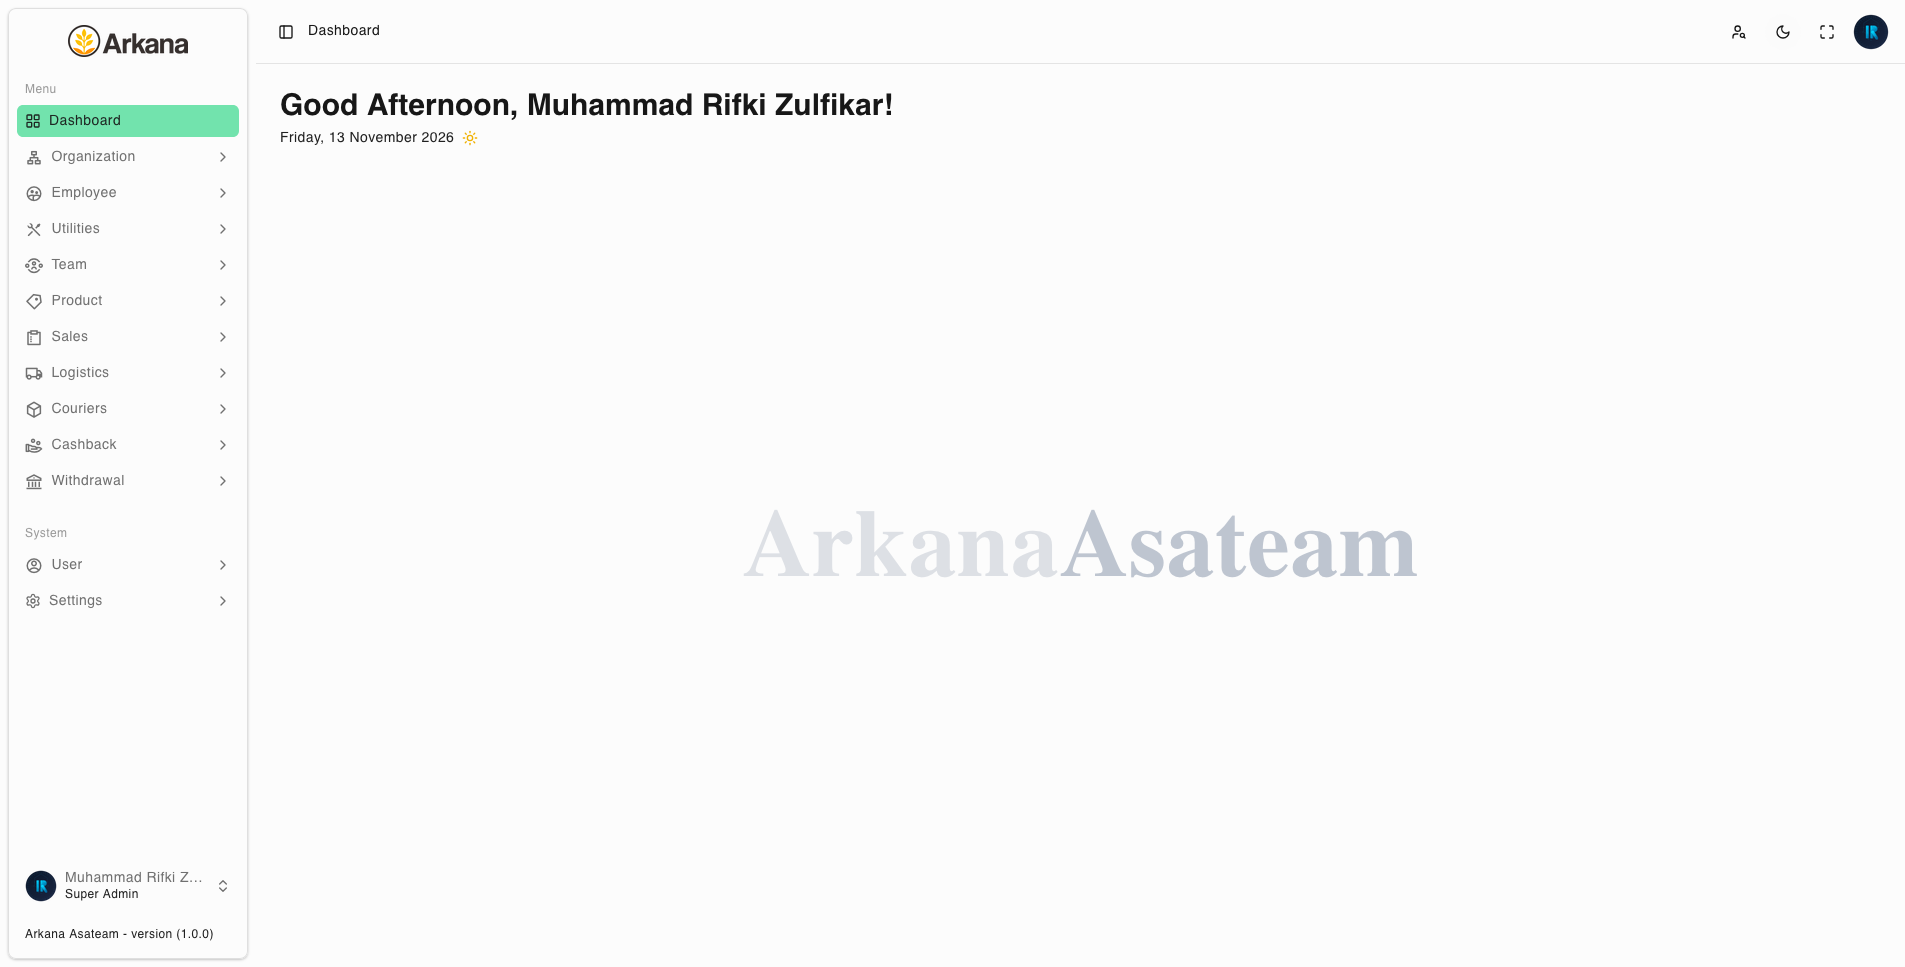 Arkana
Menu
Dashboard
Organization
Employee
Utilities
Team
Product
Sales
Logistics
Couriers
Cashback
Withdrawal
System
User
Settings
Muhammad Rifki Z...
Super Admin
Arkana Asateam - version (1.0.0)
Dashboard
IR
Good Afternoon, Muhammad Rifki Zulfikar!
Friday, 13 November 2026
ArkanaAsateam